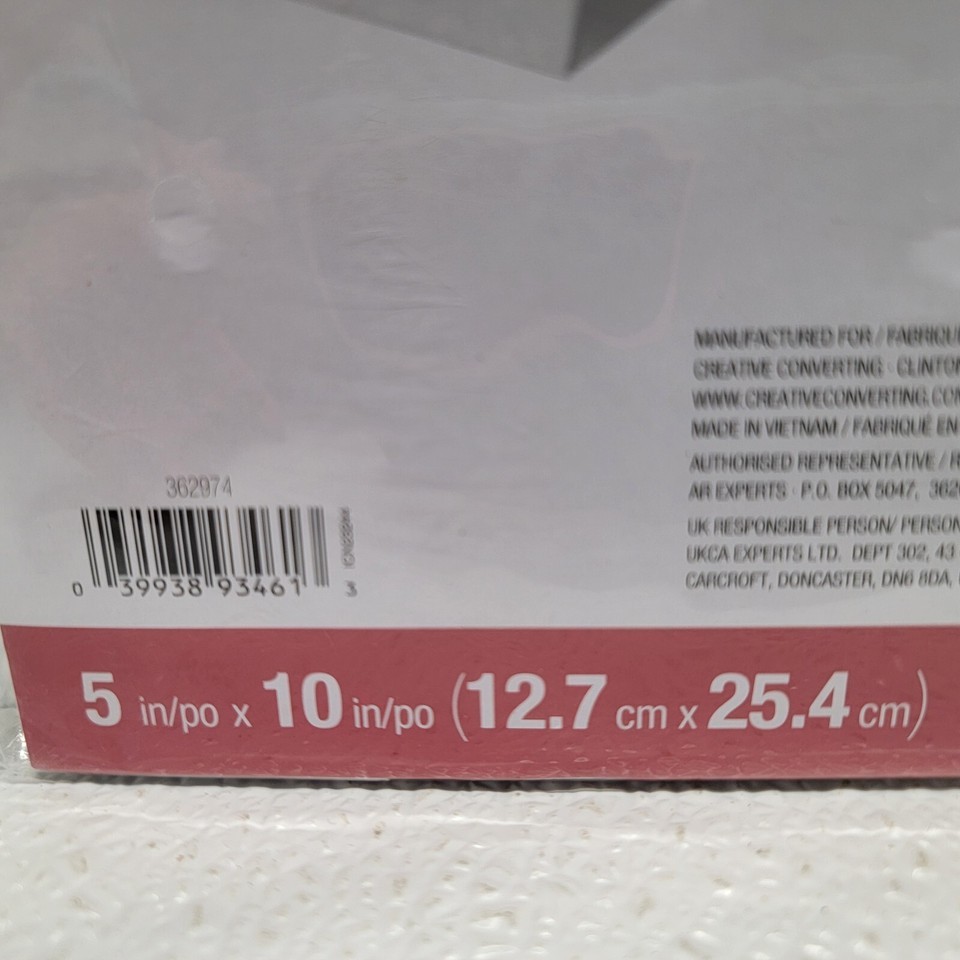 MANUFACTURED FOR / FABRIQU
CREATIVE CONVERTING · CLINTON
WWW.CREATIVECONVERTING.COM
MADE IN VIETNAM / FABRIQUÉ EN
AUTHORISED REPRESENTATIVE / R
AR EXPERTS · P.O. BOX 5047, 362
UK RESPONSIBLE PERSON/ PERSON
UKCA EXPERTS LTD. DEPT 302, 43
CARCROFT, DONCASTER, DN6 8DA,
362974
0 39938 93461 3
5 in/po x 10 in/po (12.7 cm x 25.4 cm)